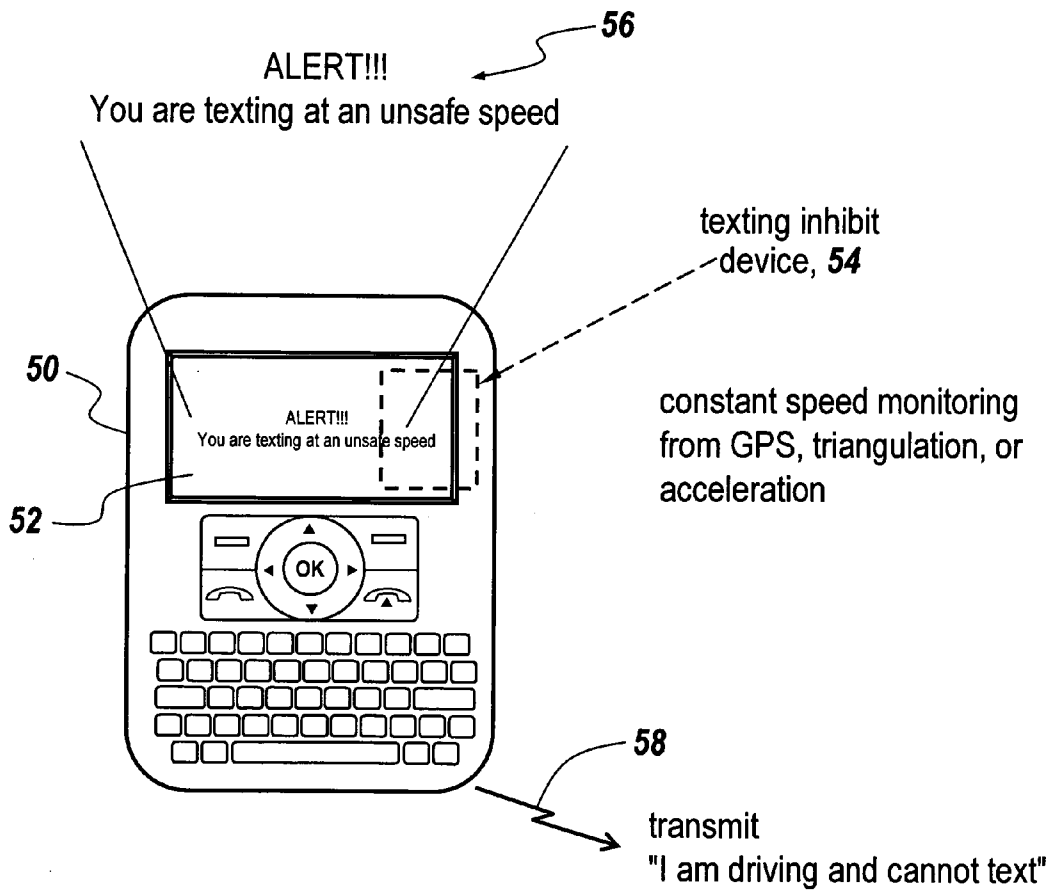 56
ALERT!!!
You are texting at an unsafe speed
texting inhibit
device, 54
50
ALERT!!!
You are texting at an unsafe speed
constant speed monitoring
from GPS, triangulation, or
acceleration
52
OK
58
transmit
"I am driving and cannot text"